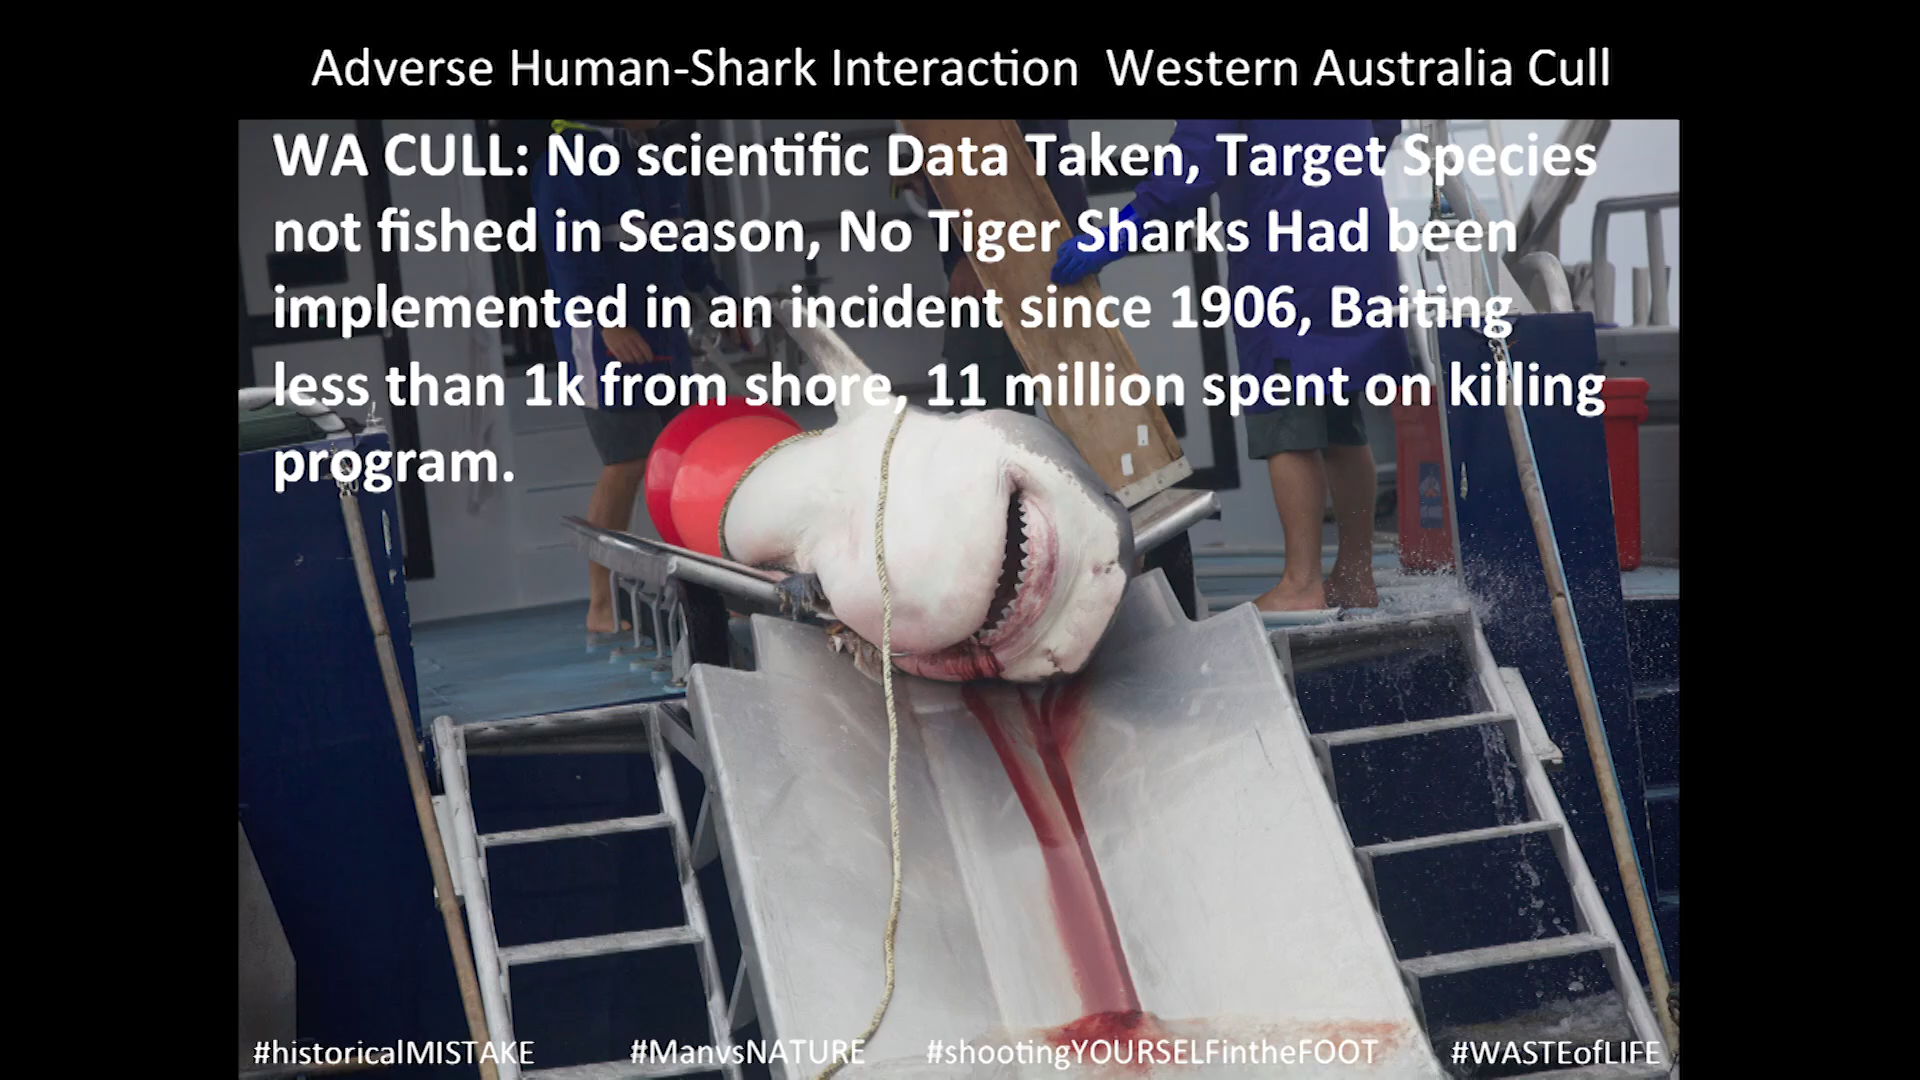 Adverse Human-Shark Interaction  Western Australia Cull
WA CULL: No scientific Data Taken, Target Species
not fished in Season, No Tiger Sharks Had been
implemented in an incident since 1906, Baiting
less than 1k from shore, 11 million spent on killing
program.
#historicalMISTAKE #ManvsNATURE #shootingYOURSELFintheFOOT #WASTEofLIFE